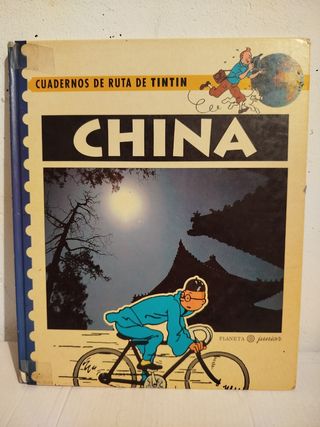 CUADERNOS DE RUTA DE TINTIN
CHINA
PLANETA junior